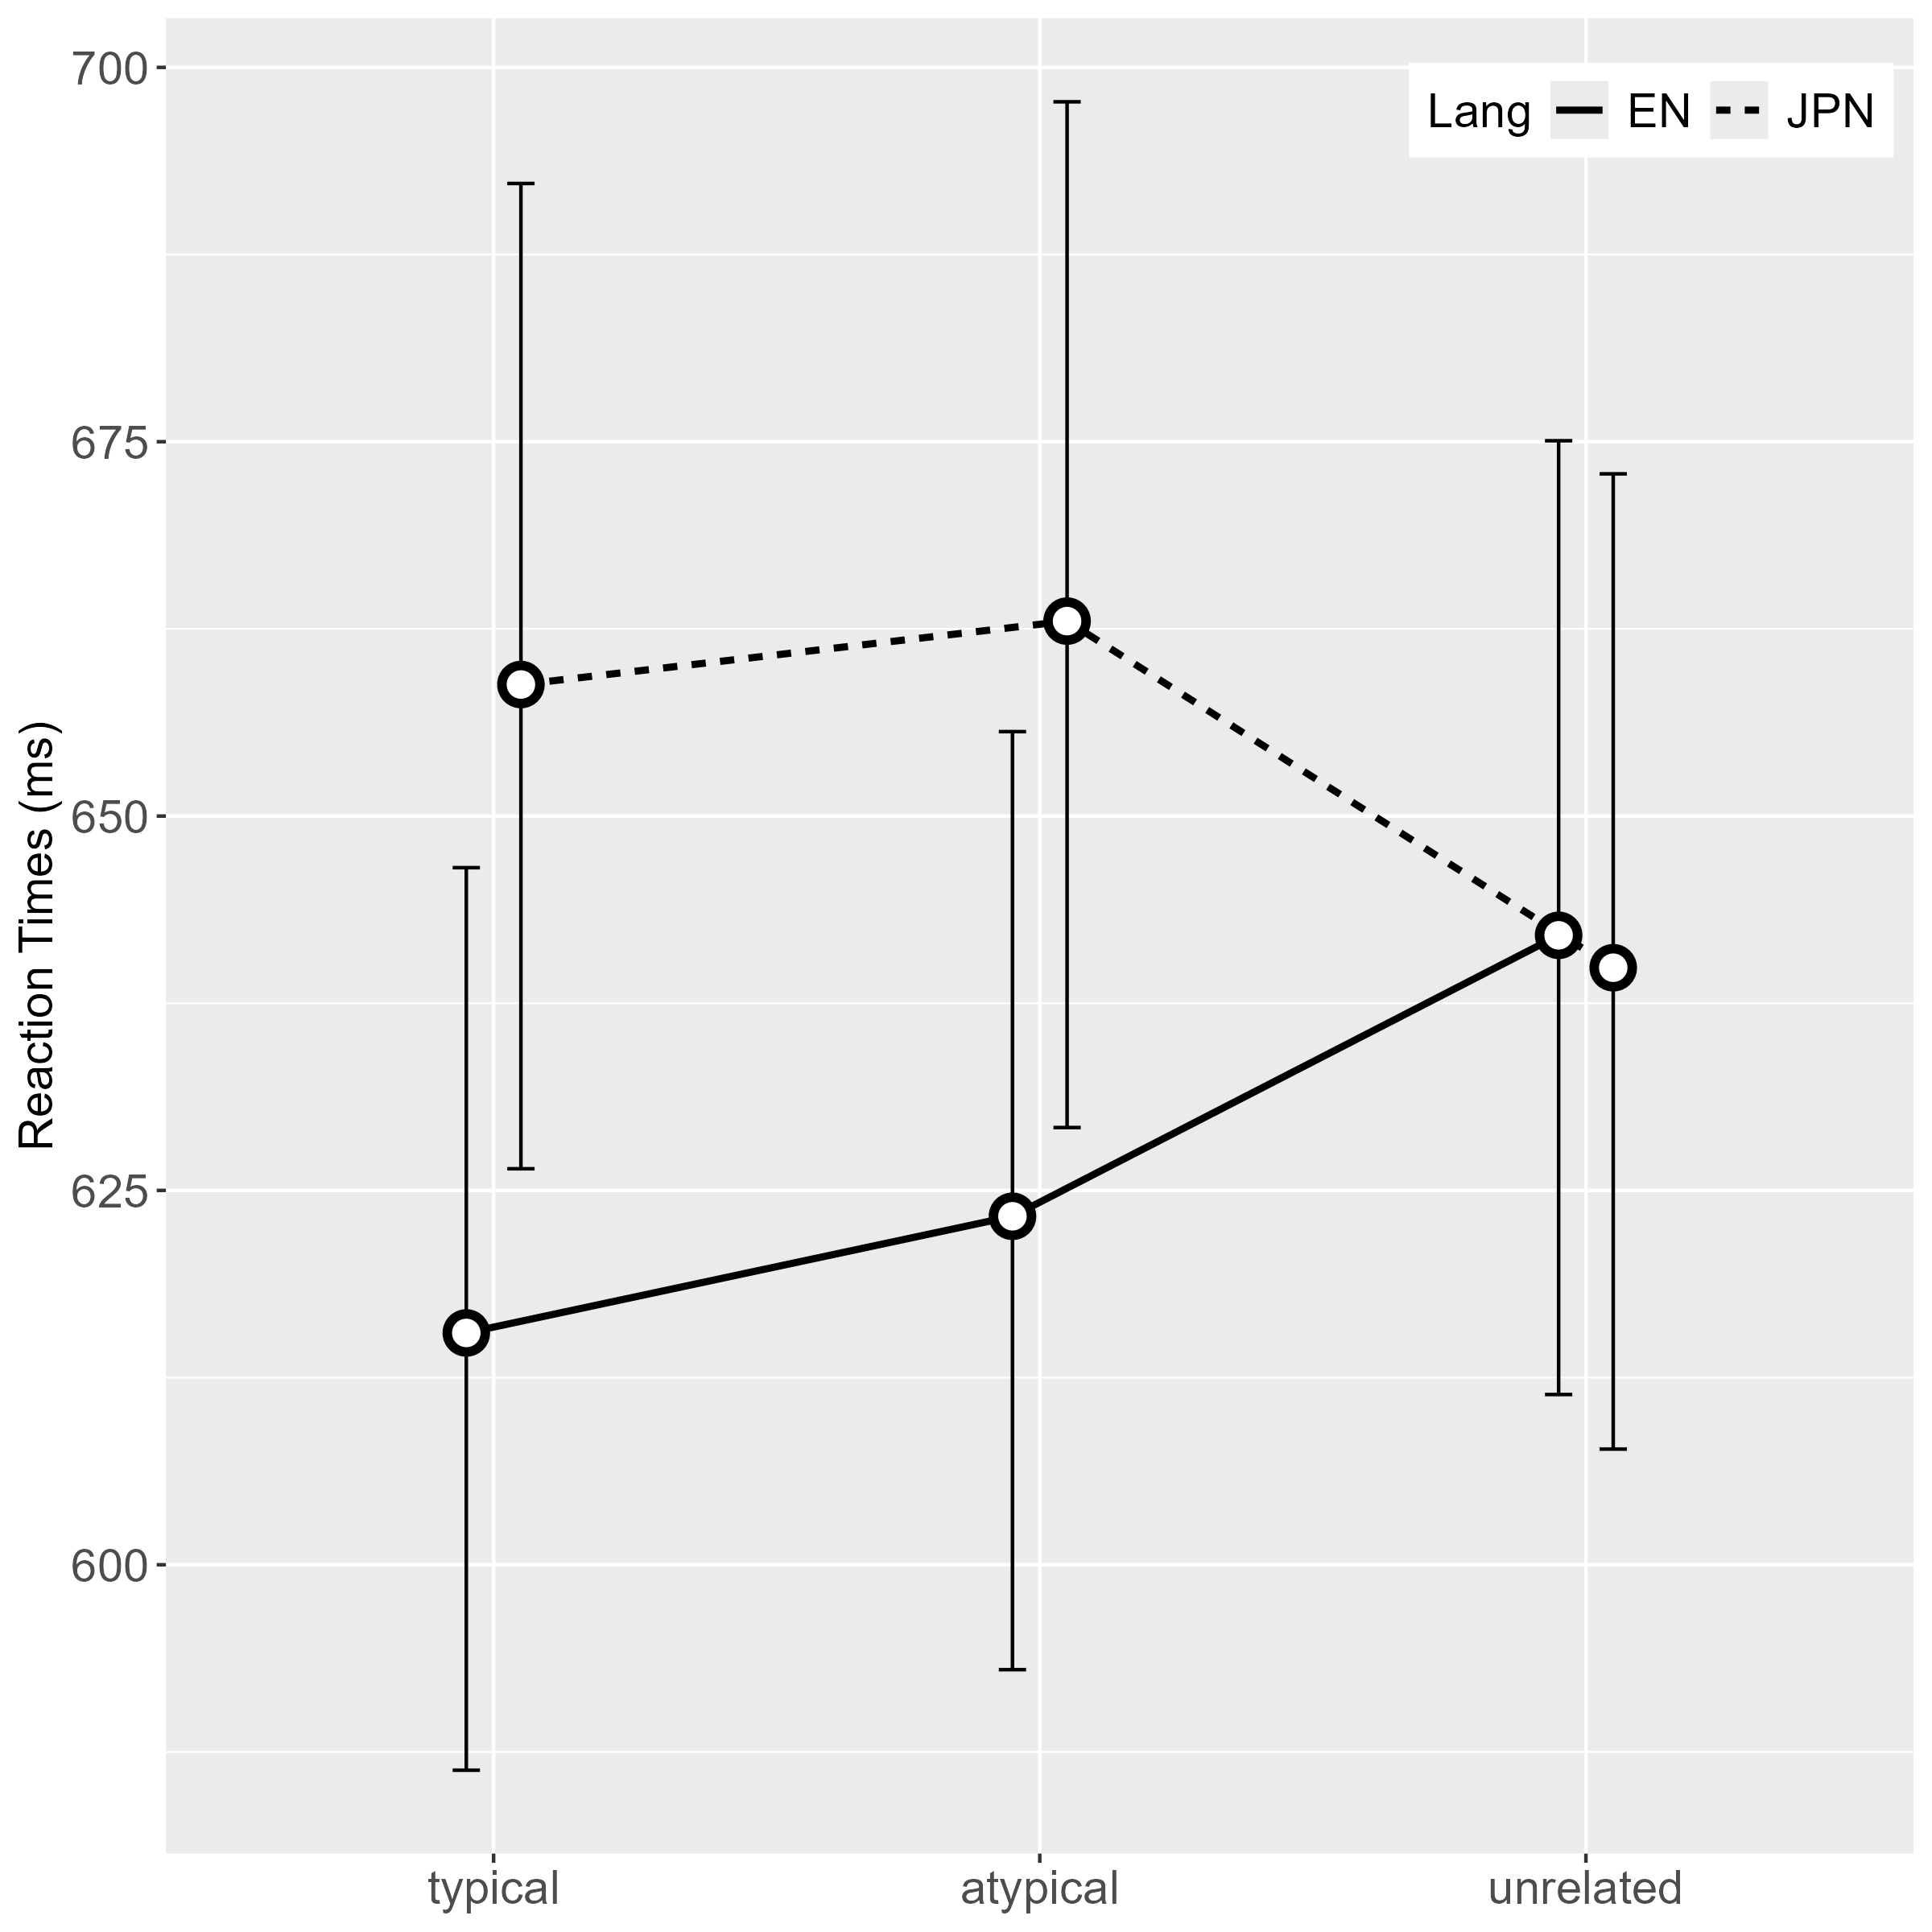 700
675
650
625
600
Reaction Times (ms)
Lang EN JPN
typical atypical unrelated